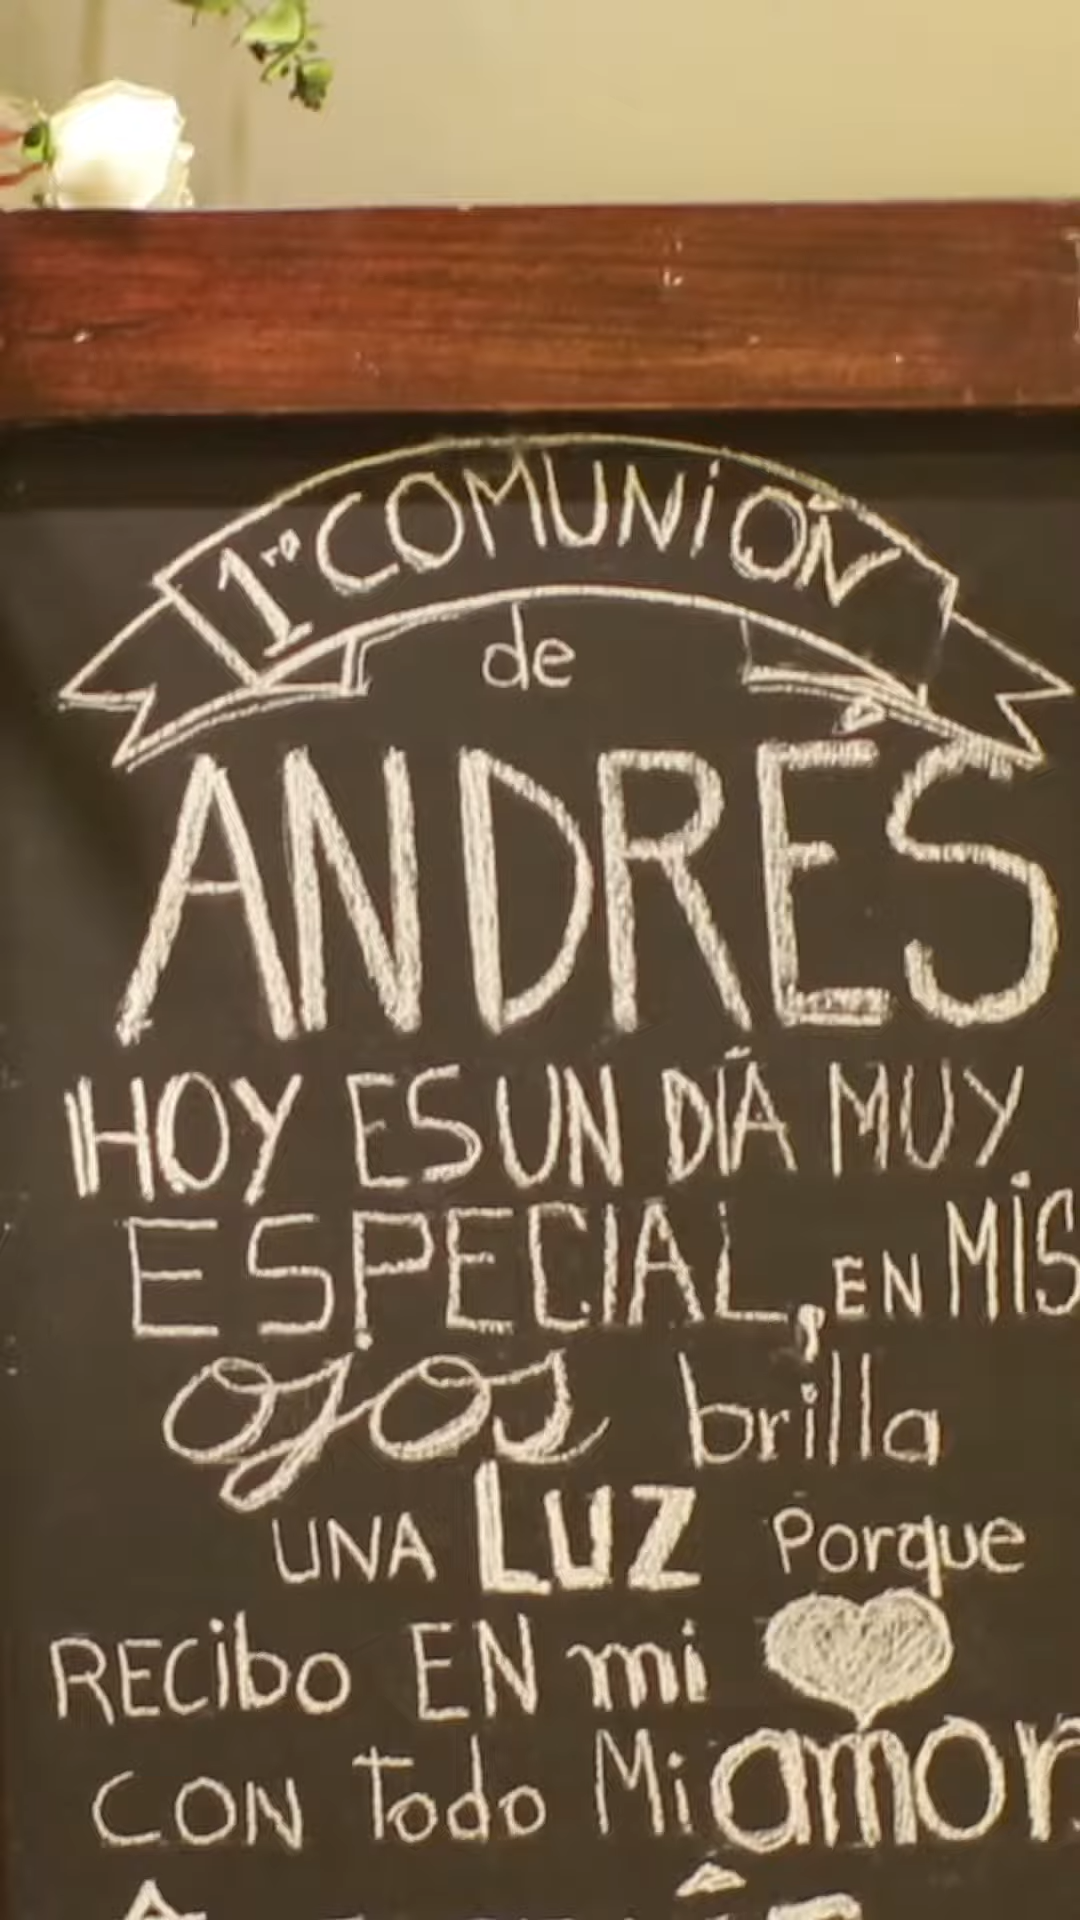 1ra COMUNiÓN
de
ANDRÉS
HOY ES UN DÍA MUY
ESPECIAL, EN MiS
ojos brilla
UNA LUZ Porque
RECibo EN mi
CON Todo Mi amor